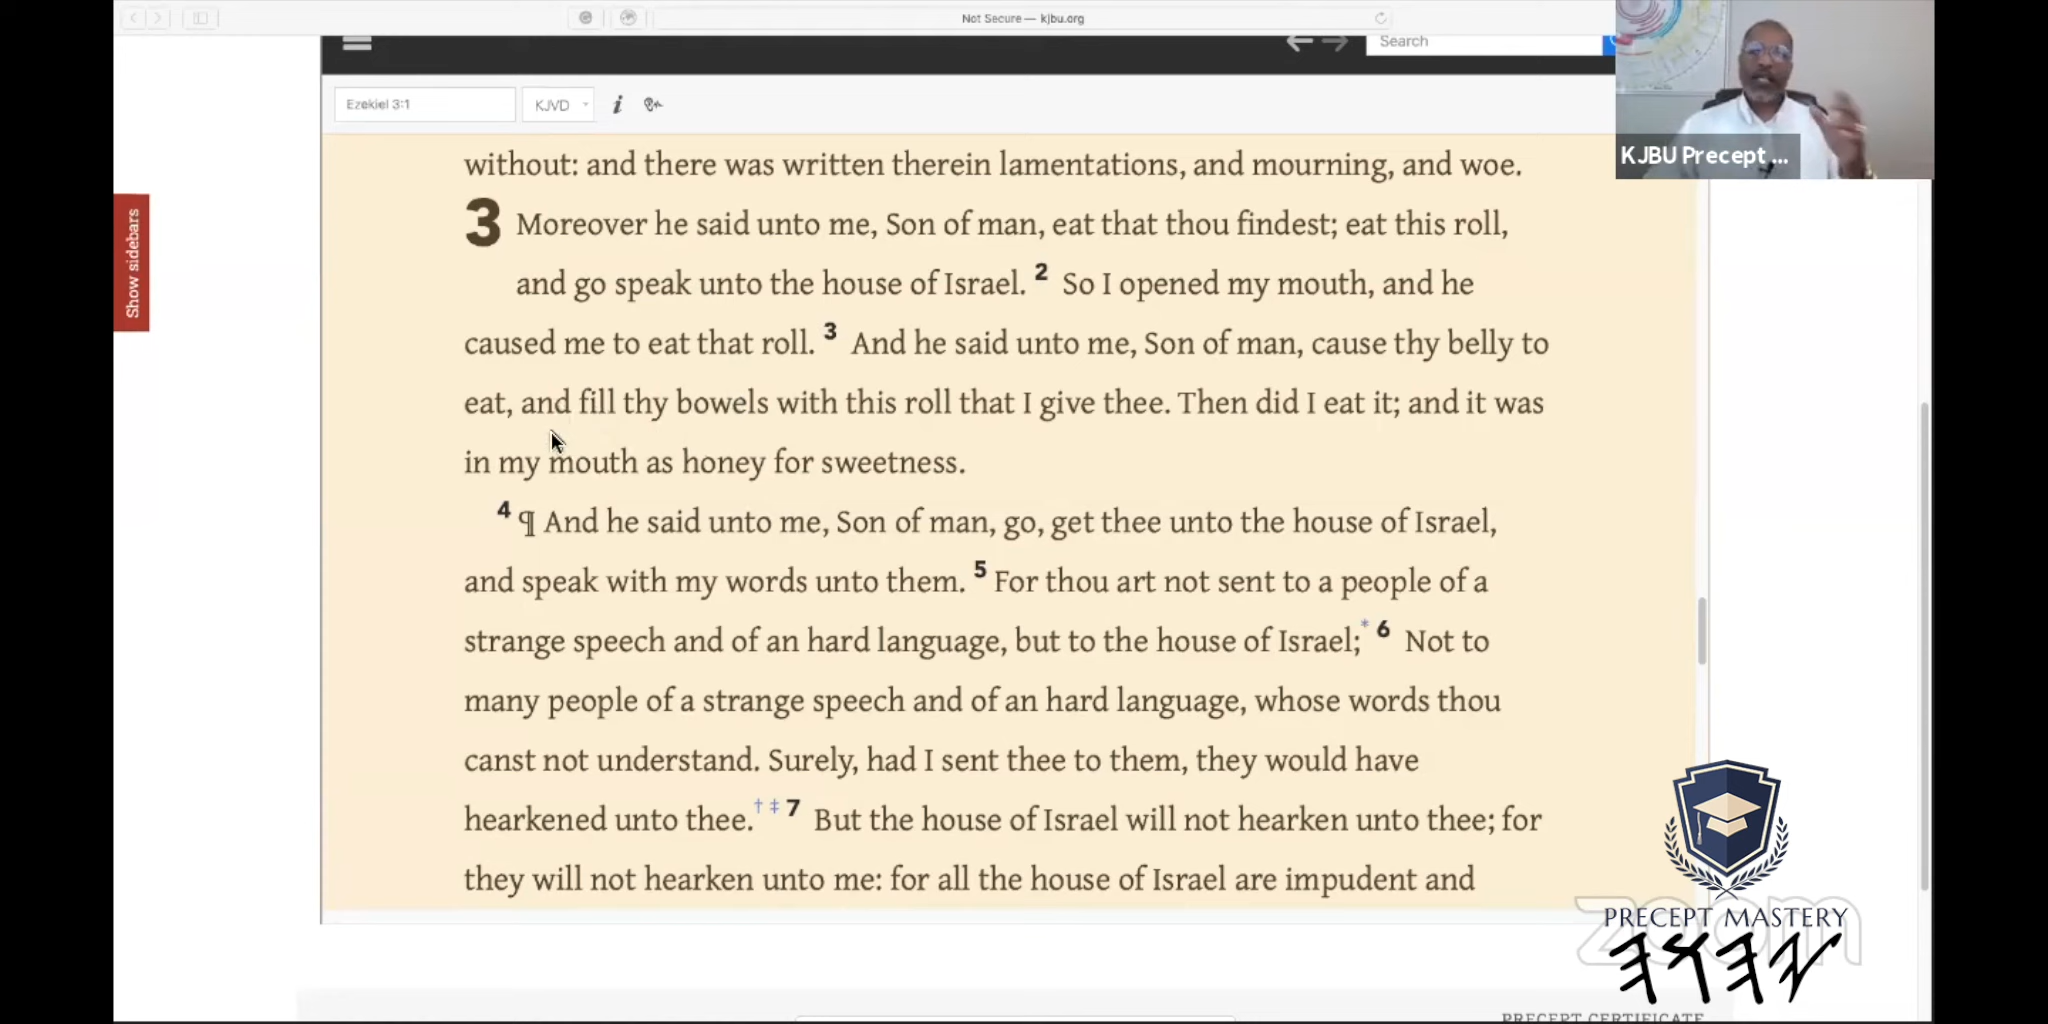 Not Secure — kjbu.org
Search
Ezekiel 3:1
KJVD
i
KJBU Precept ...
Show sidebars
without: and there was written therein lamentations, and mourning, and woe.
3 Moreover he said unto me, Son of man, eat that thou findest; eat this roll,
and go speak unto the house of Israel. 2 So I opened my mouth, and he
caused me to eat that roll. 3 And he said unto me, Son of man, cause thy belly to
eat, and fill thy bowels with this roll that I give thee. Then did I eat it; and it was
in my mouth as honey for sweetness.
4 ¶ And he said unto me, Son of man, go, get thee unto the house of Israel,
and speak with my words unto them. 5 For thou art not sent to a people of a
strange speech and of an hard language, but to the house of Israel;* 6 Not to
many people of a strange speech and of an hard language, whose words thou
canst not understand. Surely, had I sent thee to them, they would have
hearkened unto thee.† ‡ 7 But the house of Israel will not hearken unto thee; for
they will not hearken unto me: for all the house of Israel are impudent and
zoom
PRECEPT MASTERY
𐤉𐤄𐤅𐤄
PRECEPT CERTIFICATE